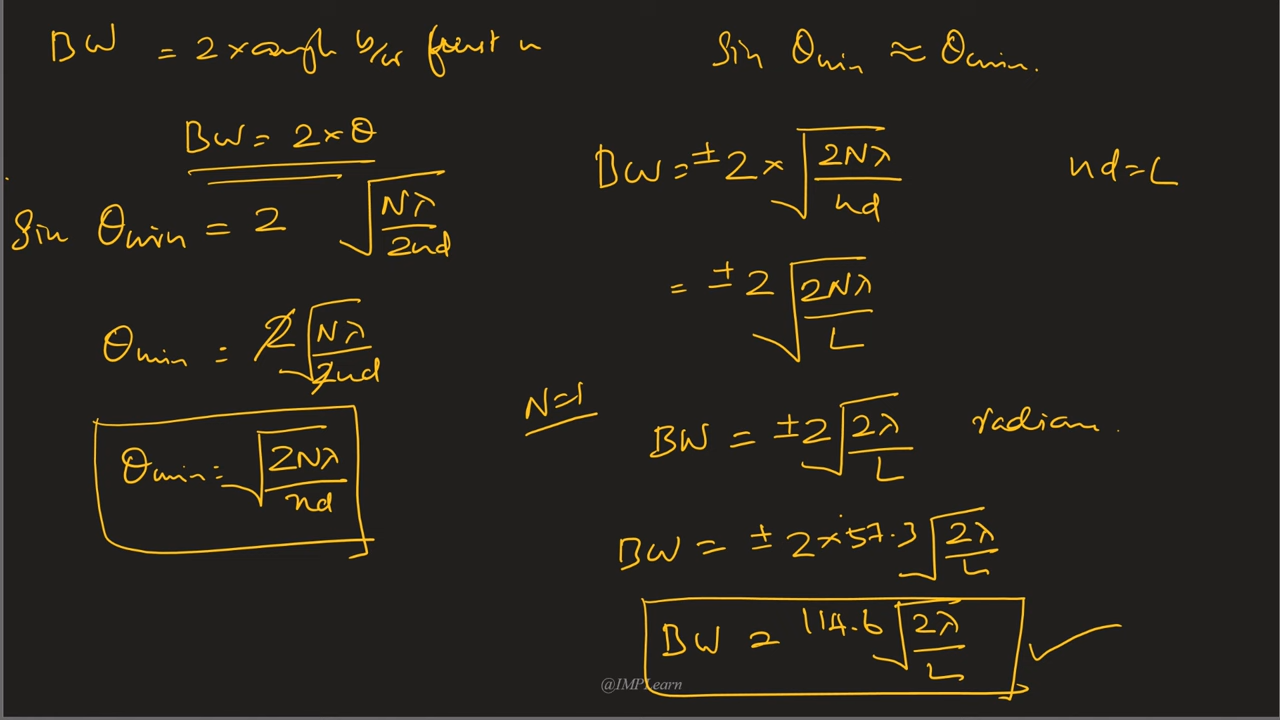 BW = 2 × angle b/w first n
BW = 2 × θ
Sin θmin = 2 √(Nλ/2nd)
θmin = 2 √(Nλ/2nd)
θmin = √(2Nλ/nd)
Sin θmin ≈ θmin.
BW = ± 2 × √(2Nλ/nd) nd = L
= ± 2 √(2Nλ/L)
N=1
BW = ± 2 √(2λ/L) radian.
BW = ± 2 × 57.3 √(2λ/L)
BW = 114.6 √(2λ/L) ✓
@IMPLearn